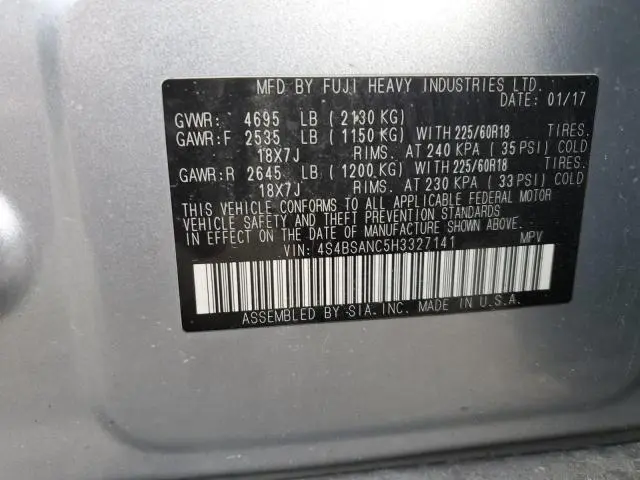 MFD BY FUJI HEAVY INDUSTRIES LTD.
DATE: 01/17
GVWR: 4695 LB (2130 KG)
GAWR:F 2535 LB (1150 KG) WITH 225/60R18 TIRES.
18X7J RIMS. AT 240 KPA (35 PSI) COLD
GAWR:R 2645 LB (1200 KG) WITH 225/60R18 TIRES.
18X7J RIMS. AT 230 KPA (33 PSI) COLD
THIS VEHICLE CONFORMS TO ALL APPLICABLE FEDERAL MOTOR
VEHICLE SAFETY AND THEFT PREVENTION STANDARDS
IN EFFECT ON THE DATE OF MANUFACTURE SHOWN ABOVE.
VIN: 4S4BSANC5H3327141 MPV
ASSEMBLED BY SIA, INC. MADE IN U.S.A.